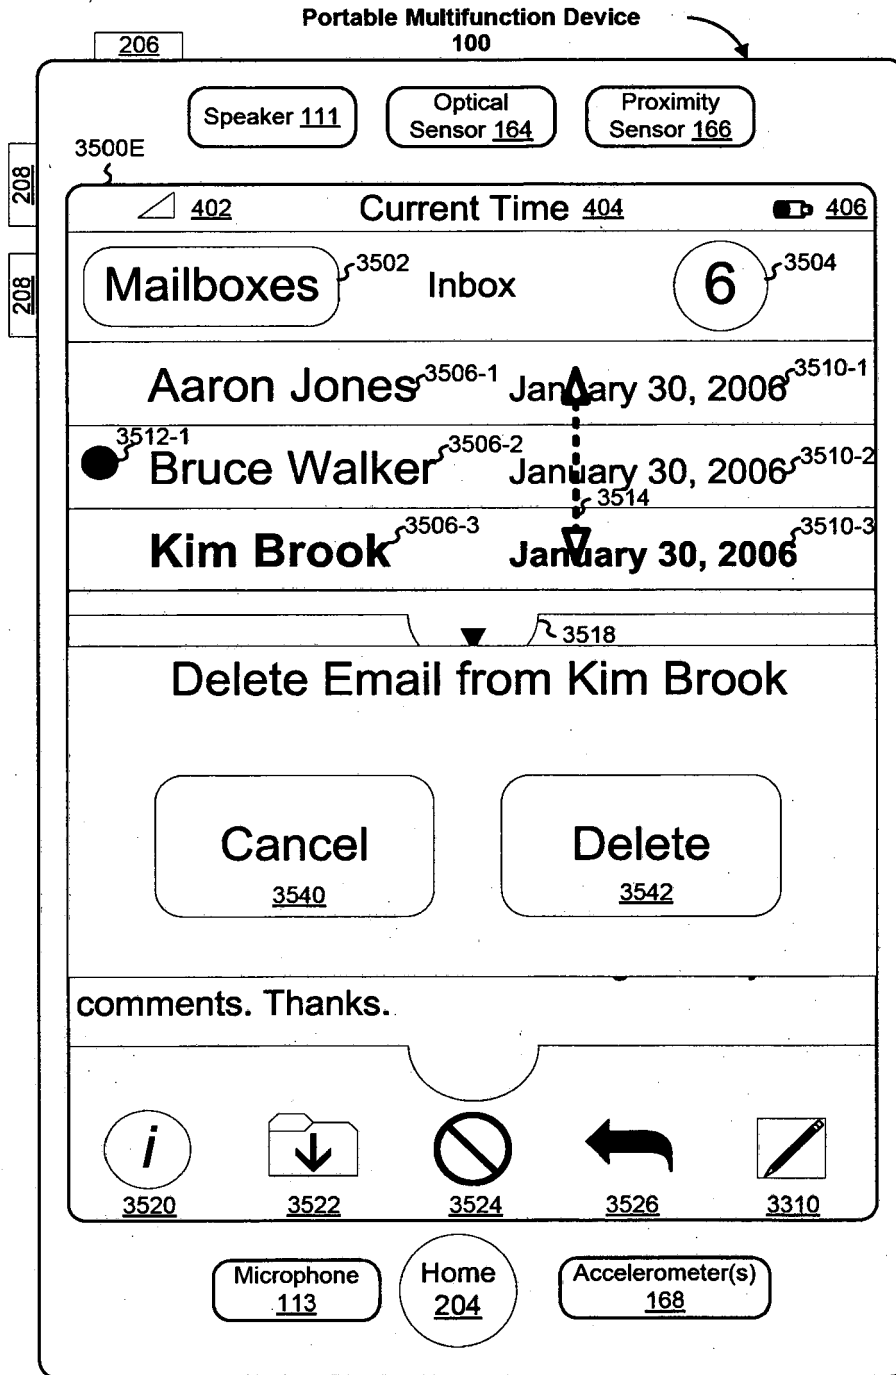 Portable Multifunction Device
100
206
Speaker 111
Optical
Sensor 164
Proximity
Sensor 166
3500E
208
208
402
Current Time 404
406
Mailboxes
3502
Inbox
6
3504
Aaron Jones
3506-1
January 30, 2006
3510-1
3512-1
Bruce Walker
3506-2
January 30, 2006
3510-2
3514
Kim Brook
3506-3
January 30, 2006
3510-3
3518
Delete Email from Kim Brook
Cancel
3540
Delete
3542
comments. Thanks.
i
3520
3522
3524
3526
3310
Microphone
113
Home
204
Accelerometer(s)
168